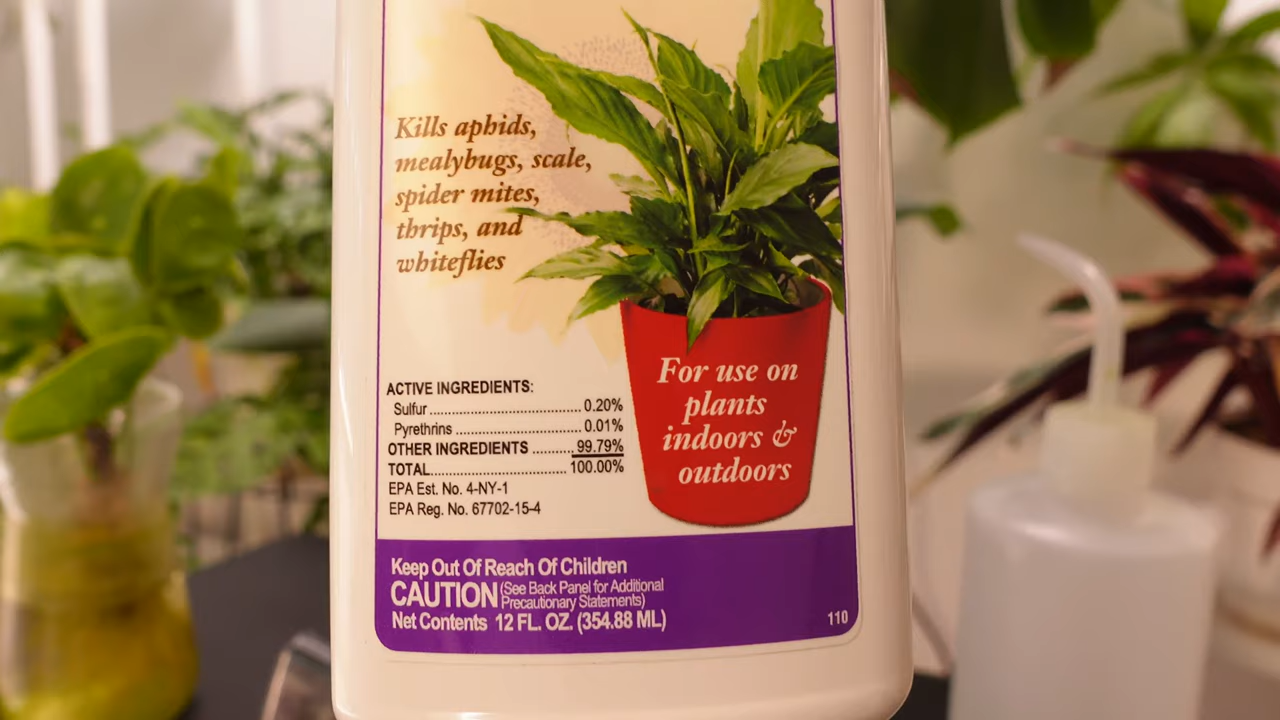 Kills aphids,
mealybugs, scale,
spider mites,
thrips, and
whiteflies
For use on
plants
indoors &
outdoors
ACTIVE INGREDIENTS:
Sulfur.......................................0.20%
Pyrethrins................................0.01%
OTHER INGREDIENTS ..........99.79%
TOTAL....................................100.00%
EPA Est. No. 4-NY-1
EPA Reg. No. 67702-15-4
Keep Out Of Reach Of Children
CAUTION (See Back Panel for Additional
Precautionary Statements)
Net Contents 12 FL. OZ. (354.88 ML)
110